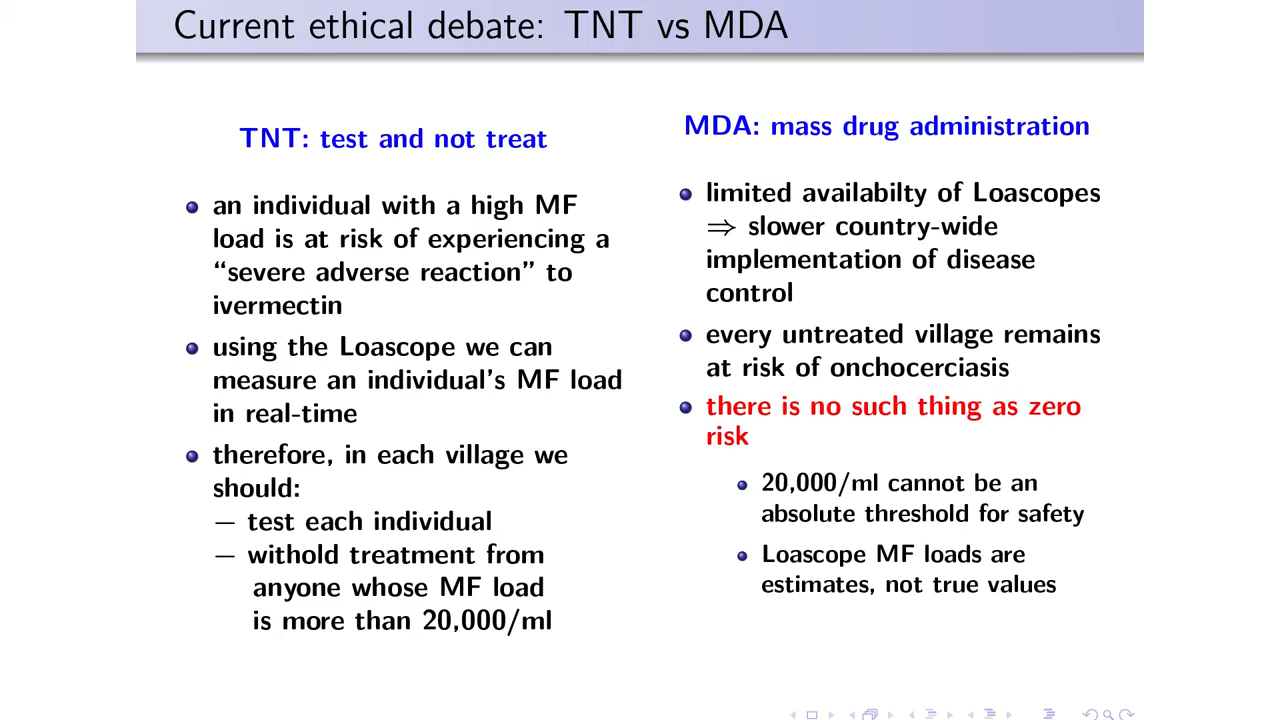 Current ethical debate: TNT vs MDA
TNT: test and not treat
an individual with a high MF
load is at risk of experiencing a
“severe adverse reaction” to
ivermectin
using the Loascope we can
measure an individual’s MF load
in real-time
therefore, in each village we
should:
— test each individual
— withold treatment from
anyone whose MF load
is more than 20,000/ml
MDA: mass drug administration
limited availabilty of Loascopes
⇒ slower country-wide
implementation of disease
control
every untreated village remains
at risk of onchocerciasis
there is no such thing as zero
risk
20,000/ml cannot be an
absolute threshold for safety
Loascope MF loads are
estimates, not true values